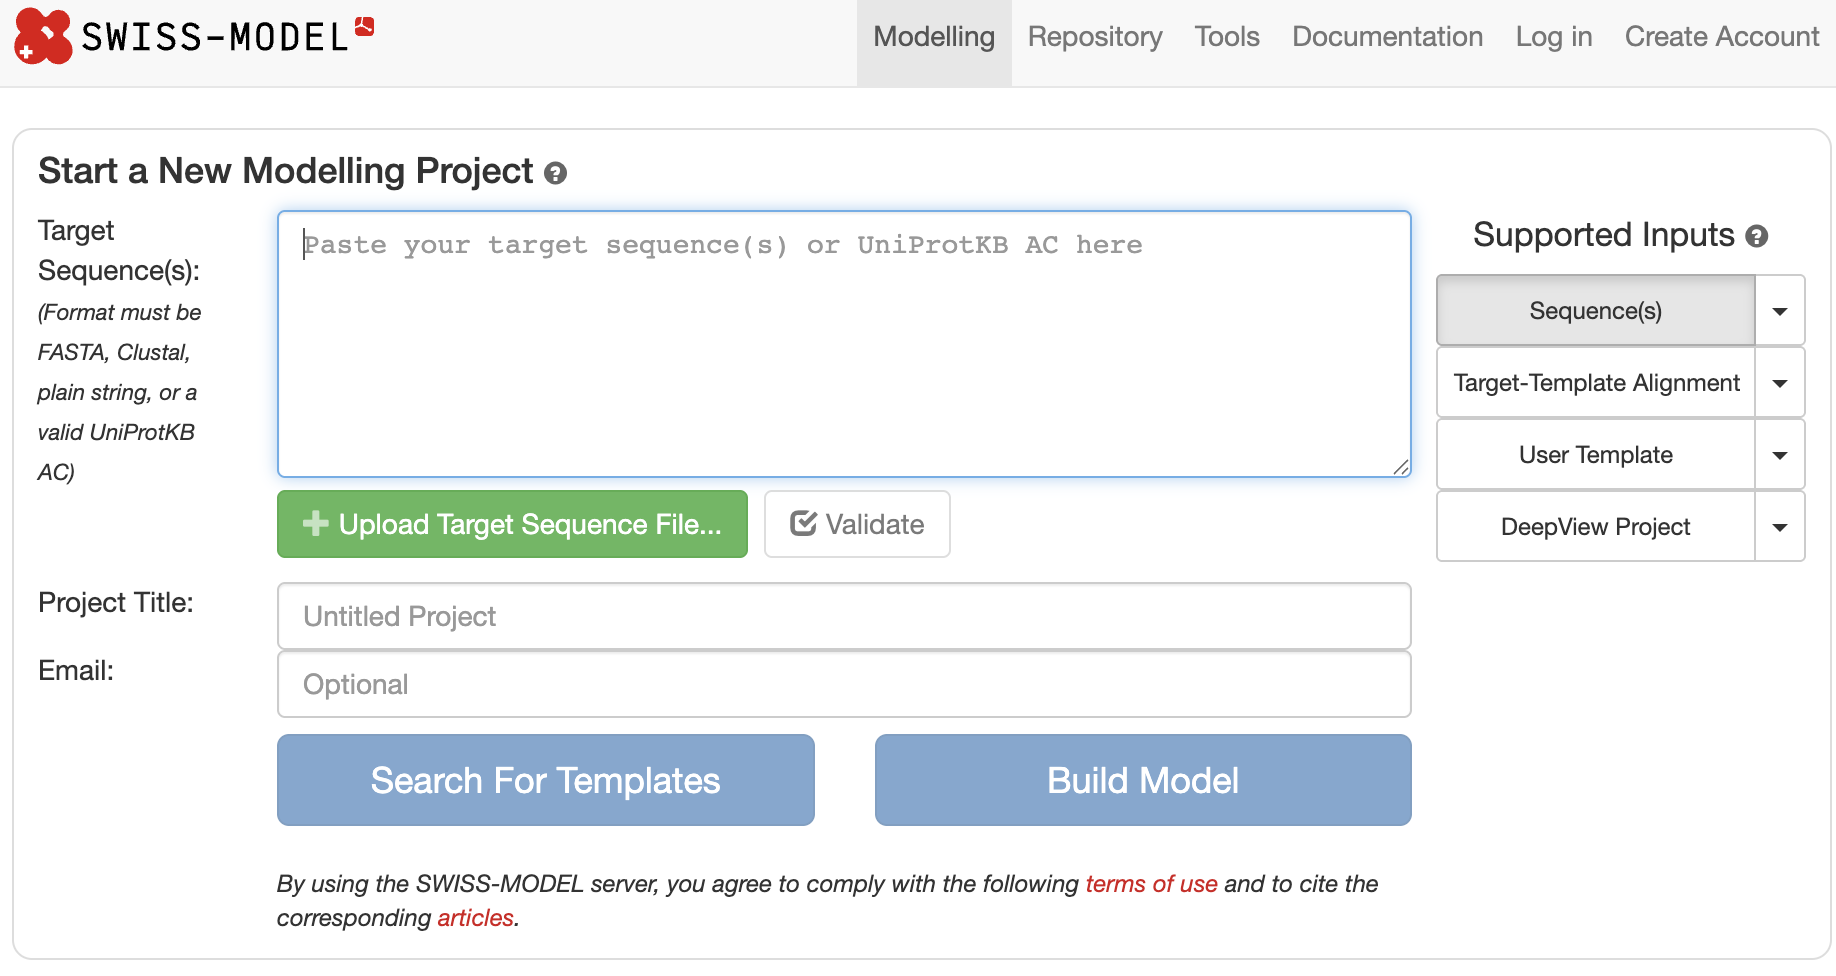 SWISS-MODEL
Modelling
Repository
Tools
Documentation
Log in
Create Account
Start a New Modelling Project
Target
Sequence(s):
(Format must be
FASTA, Clustal,
plain string, or a
valid UniProtKB
AC)
Paste your target sequence(s) or UniProtKB AC here
Upload Target Sequence File...
Validate
Supported Inputs
Sequence(s)
Target-Template Alignment
User Template
DeepView Project
Project Title:
Untitled Project
Email:
Optional
Search For Templates
Build Model
By using the SWISS-MODEL server, you agree to comply with the following terms of use and to cite the
corresponding articles.